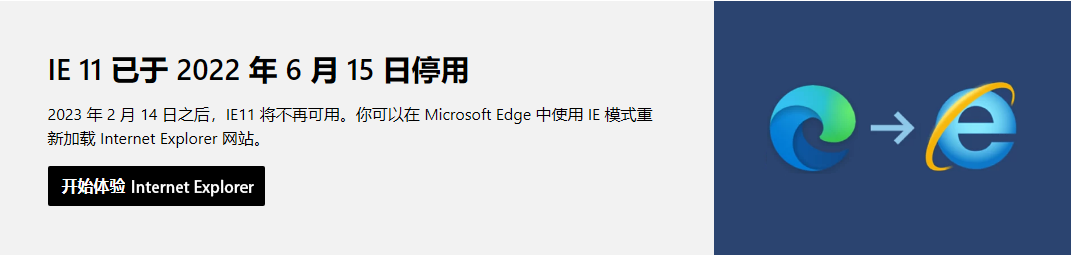 IE 11 已于 2022 年 6 月 15 日停用
2023 年 2 月 14 日之后，IE11 将不再可用。你可以在 Microsoft Edge 中使用 IE 模式重
新加载 Internet Explorer 网站。
开始体验 Internet Explorer